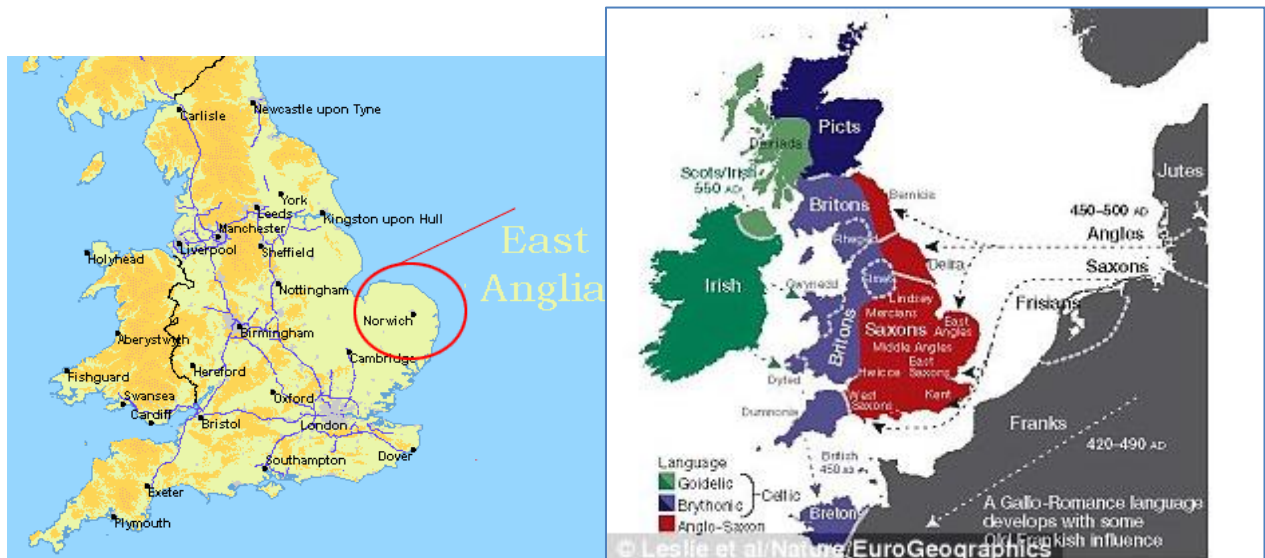 Carlisle
Newcastle upon Tyne
York
Leeds
Kingston upon Hull
Manchester
Liverpool
Sheffield
Holyhead
Nottingham
East
Anglia
Norwich
Birmingham
Aberystwyth
Cambridge
Fishguard
Hereford
Swansea
Oxford
Cardiff
Bristol
London
Southampton
Dover
Exeter
Plymouth
Picts
Scots/Irish
550 AD
Jutes
Britons
Bernicia
450–500 AD
Angles
Rheged
Deira
Saxons
Irish
Gwynedd
Frisians
Lindsey
Mercians
Britons
Saxons
East
Angles
Middle Angles
East
Saxons
Hwicce
Dyfed
West
Saxons
Kent
Dumnonia
Franks
420–490 AD
British
450 AD
Language
Goidelic
Brythonic
Celtic
Anglo-Saxon
Breton
A Gallo-Romance language
develops with some
Old Frankish influence
© Leslie et al/Nature/EuroGeographics